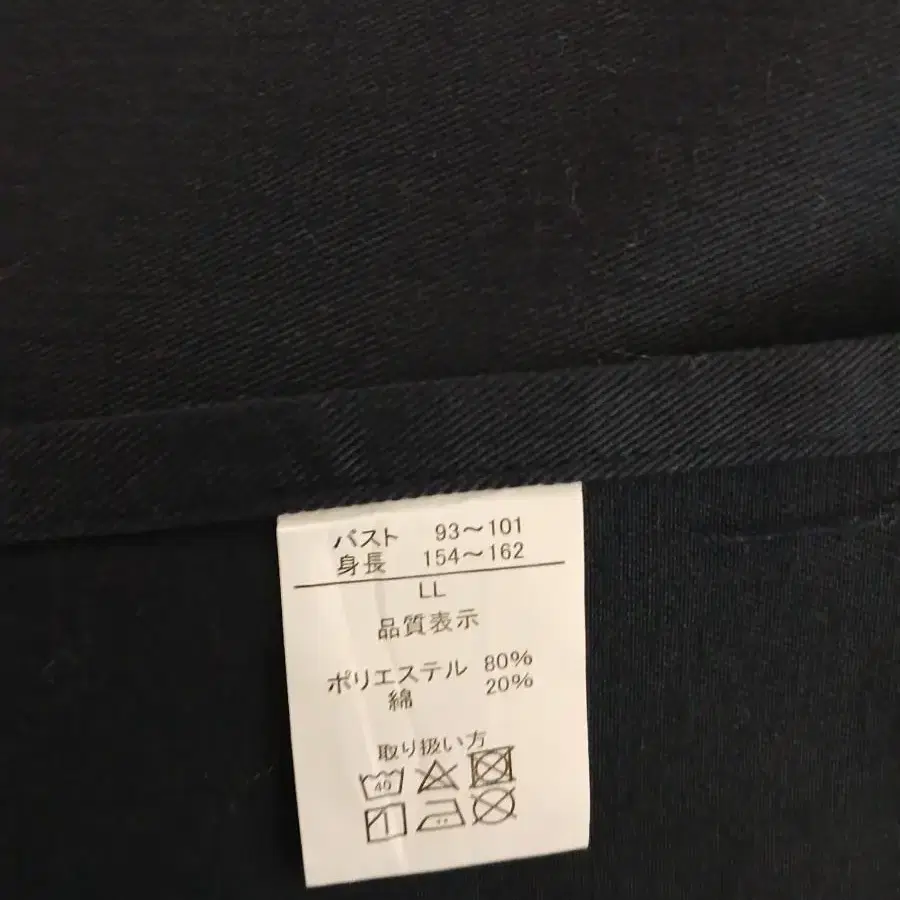 バスト 93〜101
身長 154〜162
LL
品質表示
ポリエステル 80%
綿 20%
取り扱い方
40